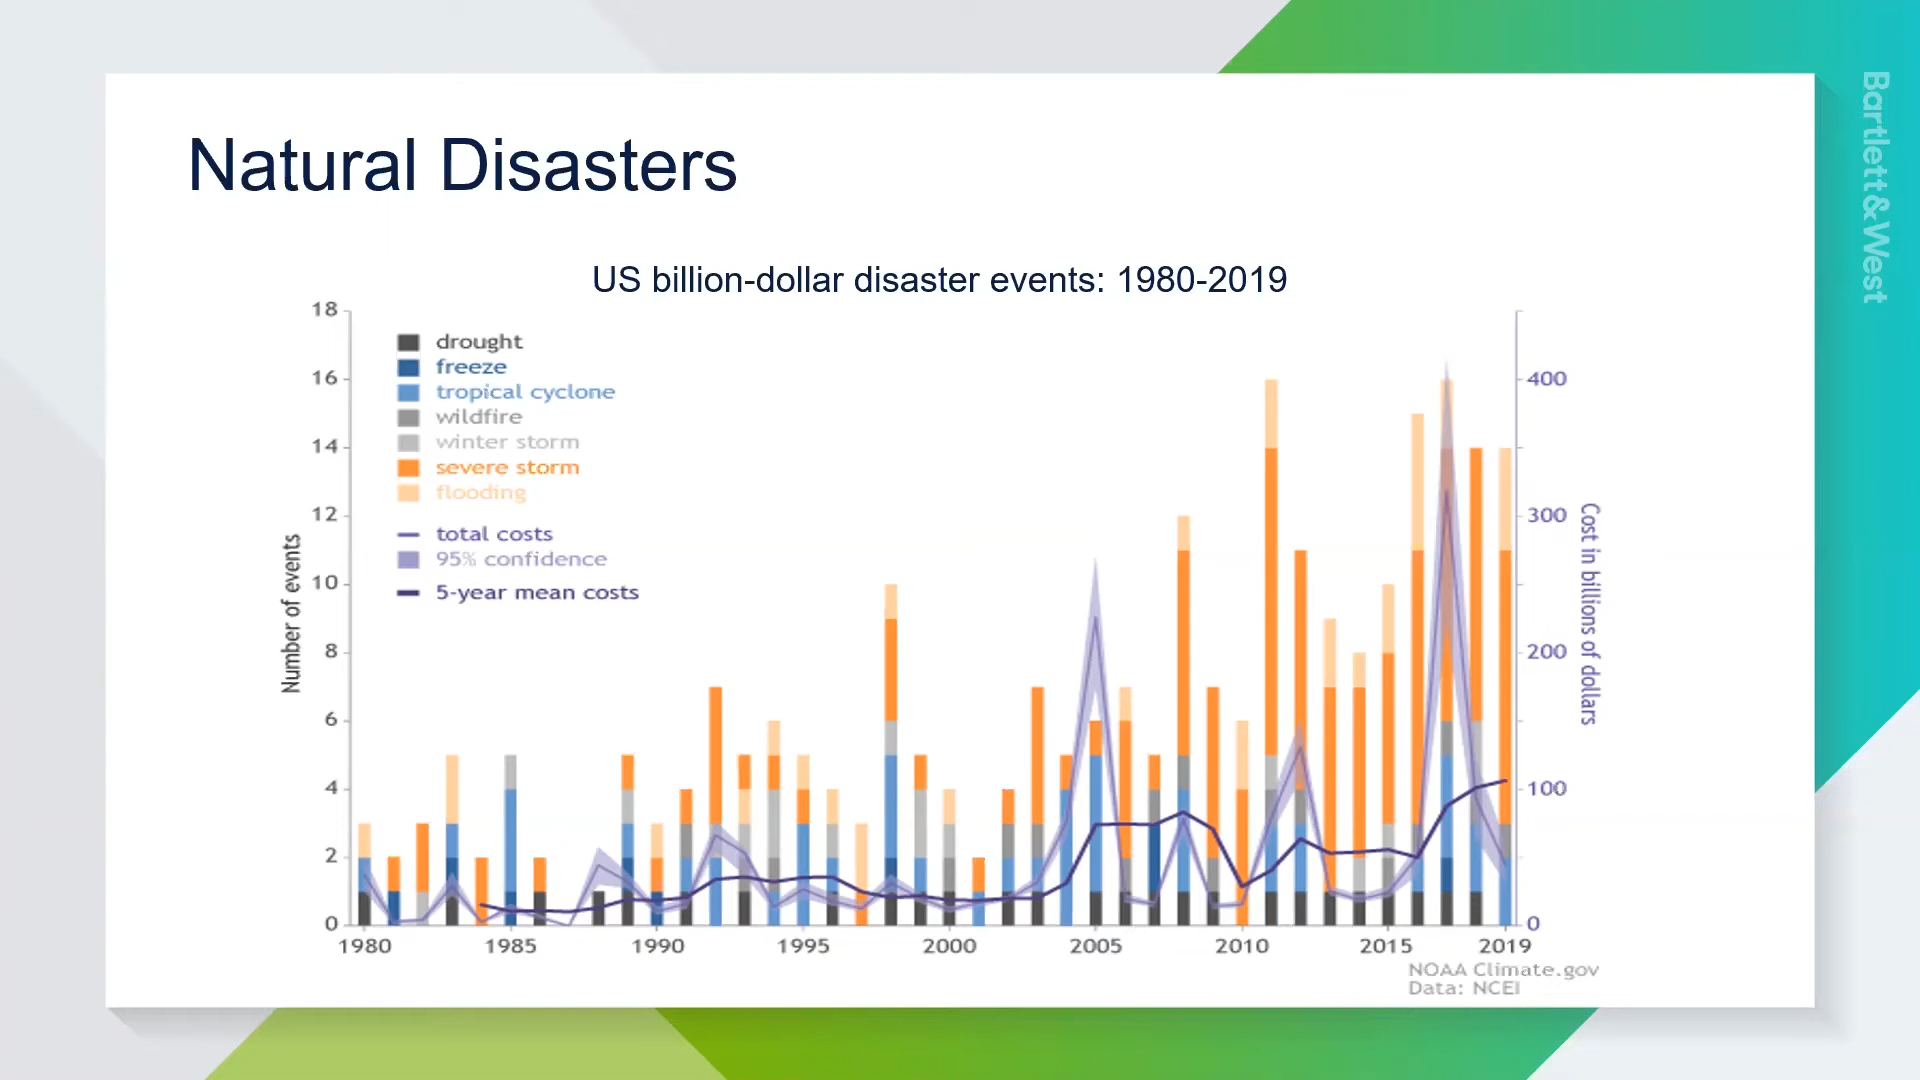 Natural Disasters
US billion-dollar disaster events: 1980-2019
drought
freeze
tropical cyclone
wildfire
winter storm
severe storm
flooding
total costs
95% confidence
5-year mean costs
Number of events
18
16
14
12
10
8
6
4
2
0
1980
1985
1990
1995
2000
2005
2010
2015
2019
400
300
200
100
0
Cost in billions of dollars
NOAA Climate.gov
Data: NCEI
Bartlett&West